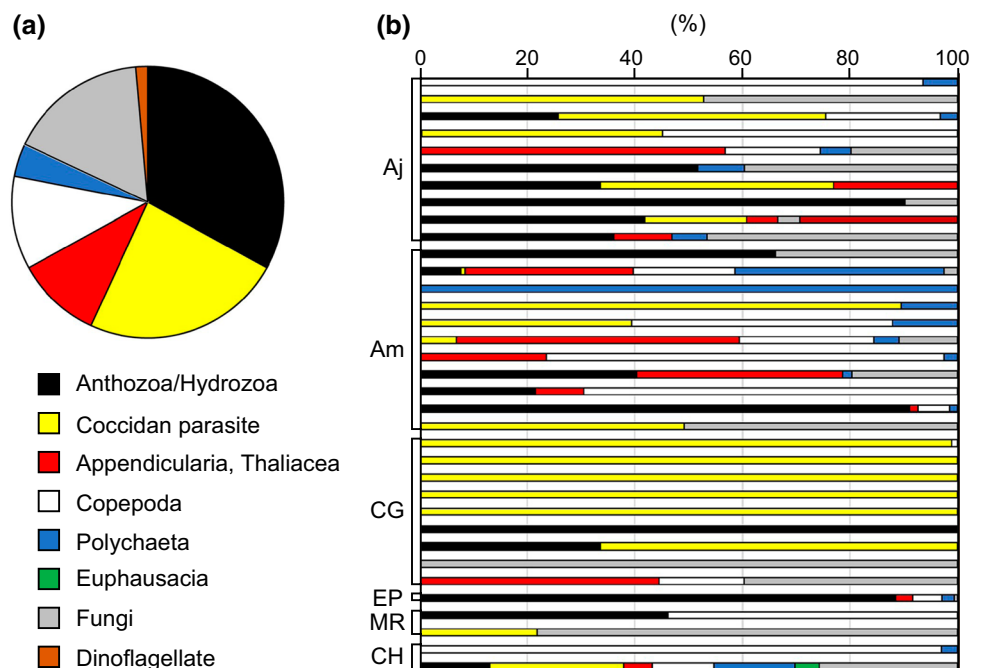 (a)
(b)
(%)
0 20 40 60 80 100
Aj
Am
CG
EP
MR
CH
Anthozoa/Hydrozoa
Coccidan parasite
Appendicularia, Thaliacea
Copepoda
Polychaeta
Euphausacia
Fungi
Dinoflagellate